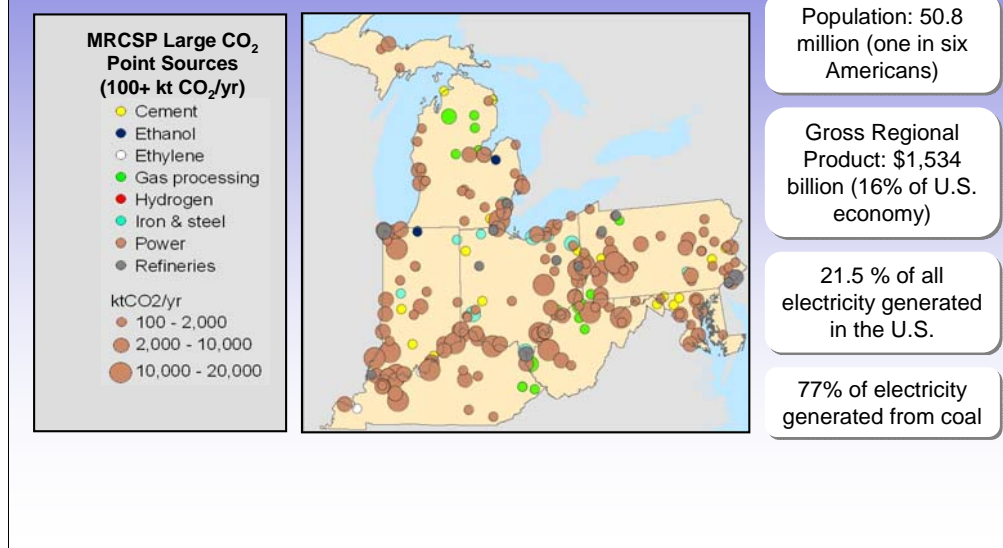 MRCSP Large CO2
Point Sources
(100+ kt CO2/yr)
Cement
Ethanol
Ethylene
Gas processing
Hydrogen
Iron & steel
Power
Refineries
ktCO2/yr
100 - 2,000
2,000 - 10,000
10,000 - 20,000
Population: 50.8
million (one in six
Americans)
Gross Regional
Product: $1,534
billion (16% of U.S.
economy)
21.5 % of all
electricity generated
in the U.S.
77% of electricity
generated from coal